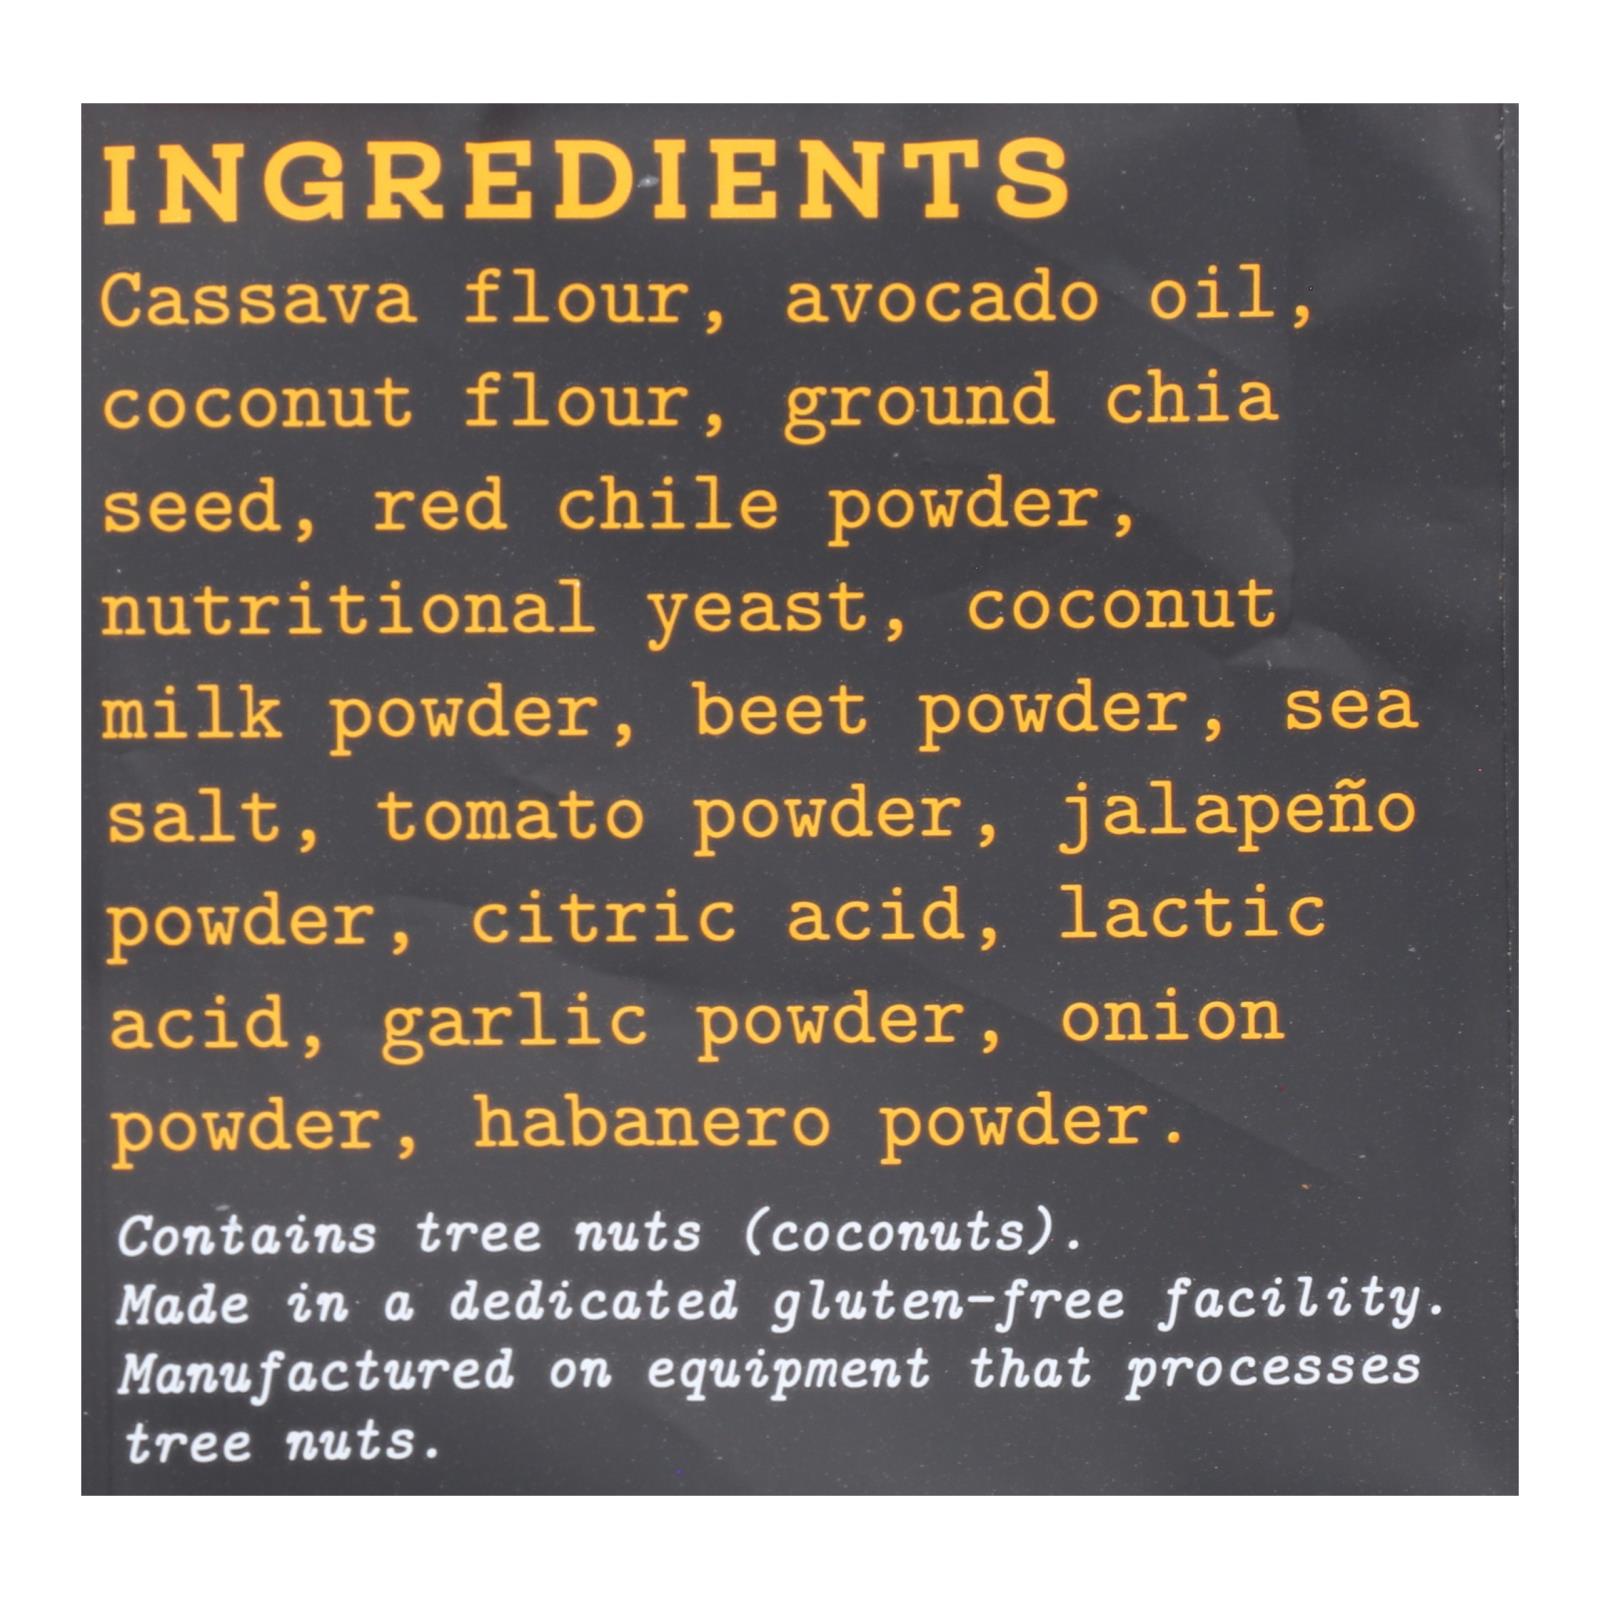 INGREDIENTS
Cassava flour, avocado oil,
coconut flour, ground chia
seed, red chile powder,
nutritional yeast, coconut
milk powder, beet powder, sea
salt, tomato powder, jalapeño
powder, citric acid, lactic
acid, garlic powder, onion
powder, habanero powder.
Contains tree nuts (coconuts).
Made in a dedicated gluten-free facility.
Manufactured on equipment that processes
tree nuts.